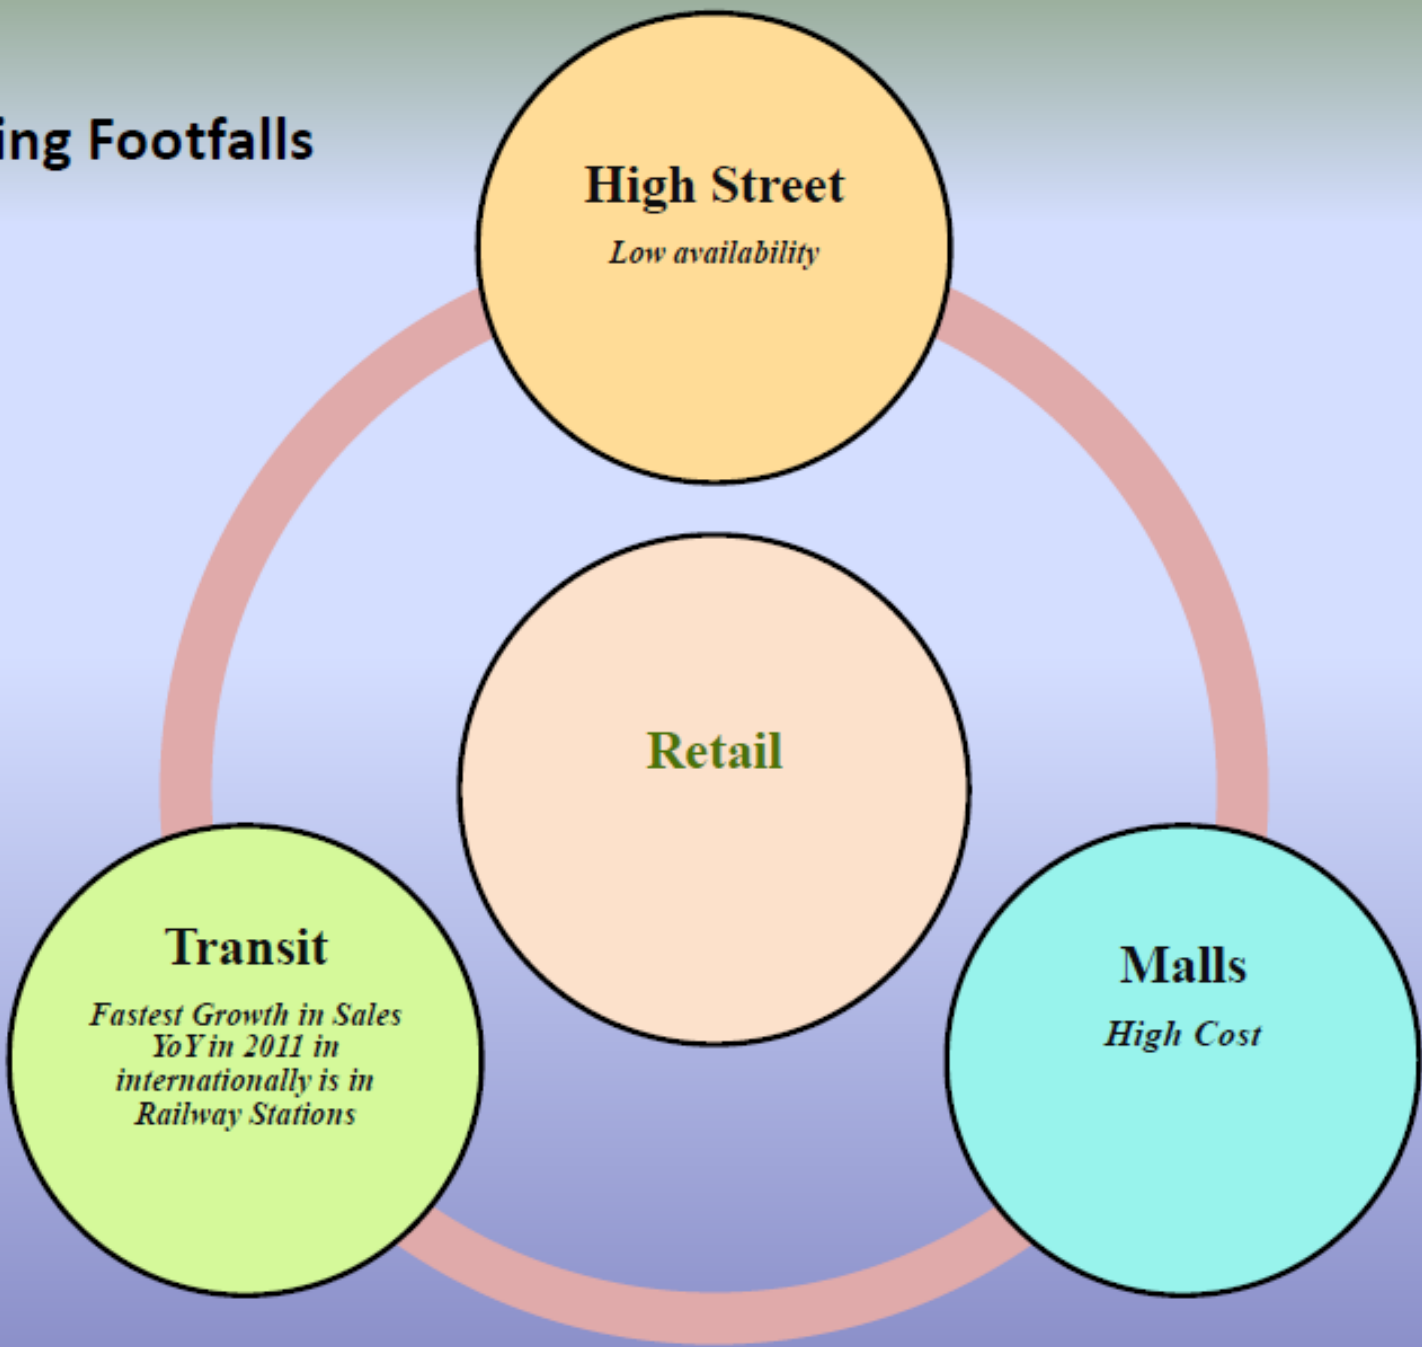 ing Footfalls
High Street
Low availability
Retail
Transit
Fastest Growth in Sales
YoY in 2011 in
internationally is in
Railway Stations
Malls
High Cost